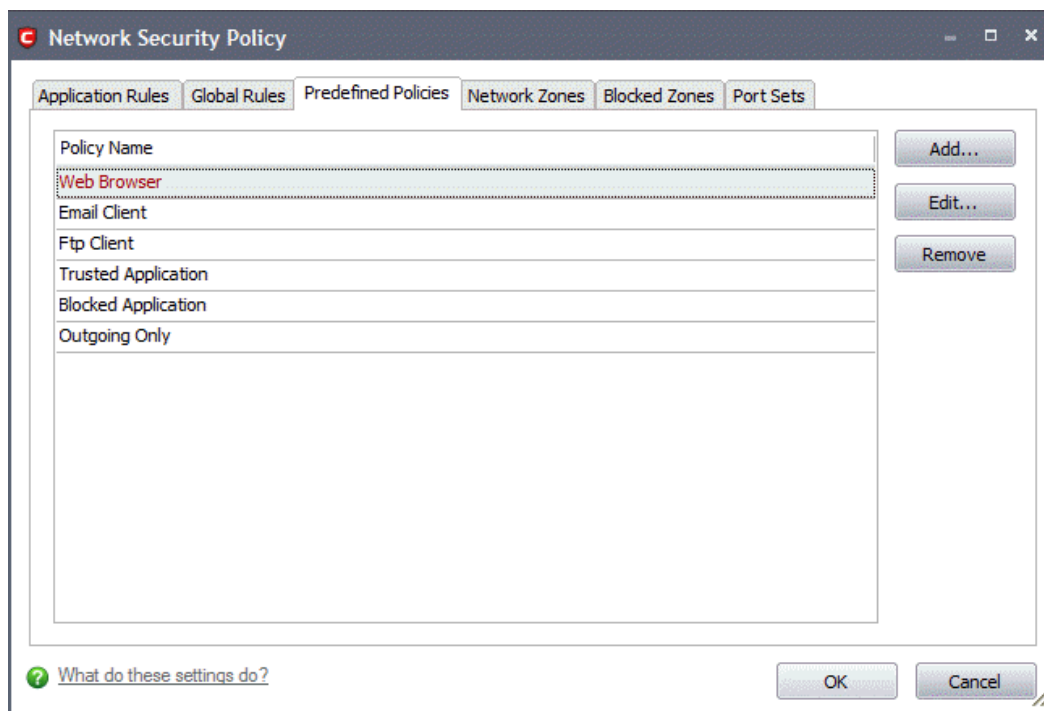 Network Security Policy
Application Rules Global Rules Predefined Policies Network Zones Blocked Zones Port Sets
Policy Name
Add...
Web Browser
Edit...
Email Client
Ftp Client
Remove
Trusted Application
Blocked Application
Outgoing Only
What do these settings do?
OK Cancel